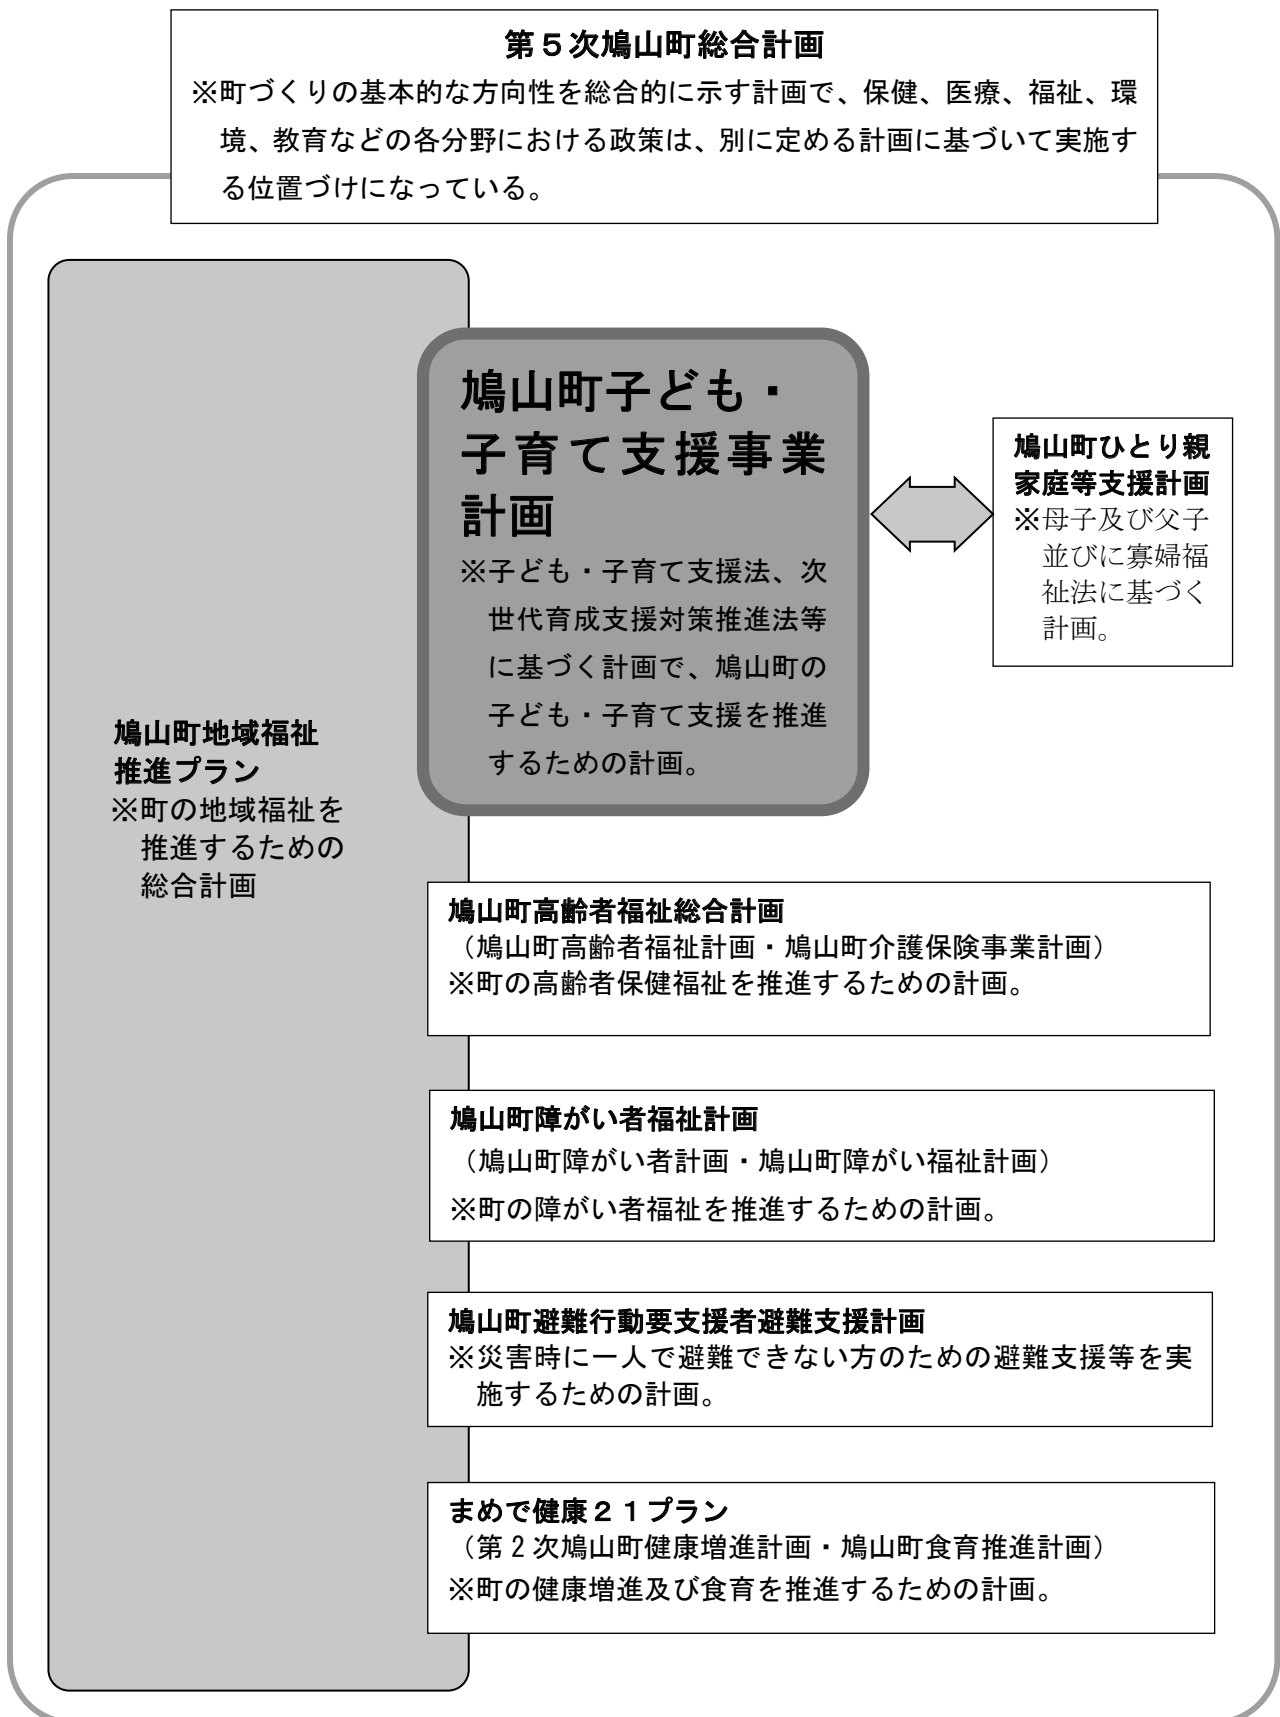 第５次鳩山町総合計画
※町づくりの基本的な方向性を総合的に示す計画で、保健、医療、福祉、環
境、教育などの各分野における政策は、別に定める計画に基づいて実施す
る位置づけになっている。
鳩山町子ども・
子育て支援事業
計画
※子ども・子育て支援法、次
世代育成支援対策推進法等
に基づく計画で、鳩山町の
子ども・子育て支援を推進
するための計画。
鳩山町ひとり親
家庭等支援計画
※母子及び父子
並びに寡婦福
祉法に基づく
計画。
鳩山町地域福祉
推進プラン
※町の地域福祉を
推進するための
総合計画
鳩山町高齢者福祉総合計画
（鳩山町高齢者福祉計画・鳩山町介護保険事業計画）
※町の高齢者保健福祉を推進するための計画。
鳩山町障がい者福祉計画
（鳩山町障がい者計画・鳩山町障がい福祉計画）
※町の障がい者福祉を推進するための計画。
鳩山町避難行動要支援者避難支援計画
※災害時に一人で避難できない方のための避難支援等を実
施するための計画。
まめで健康２１プラン
（第２次鳩山町健康増進計画・鳩山町食育推進計画）
※町の健康増進及び食育を推進するための計画。